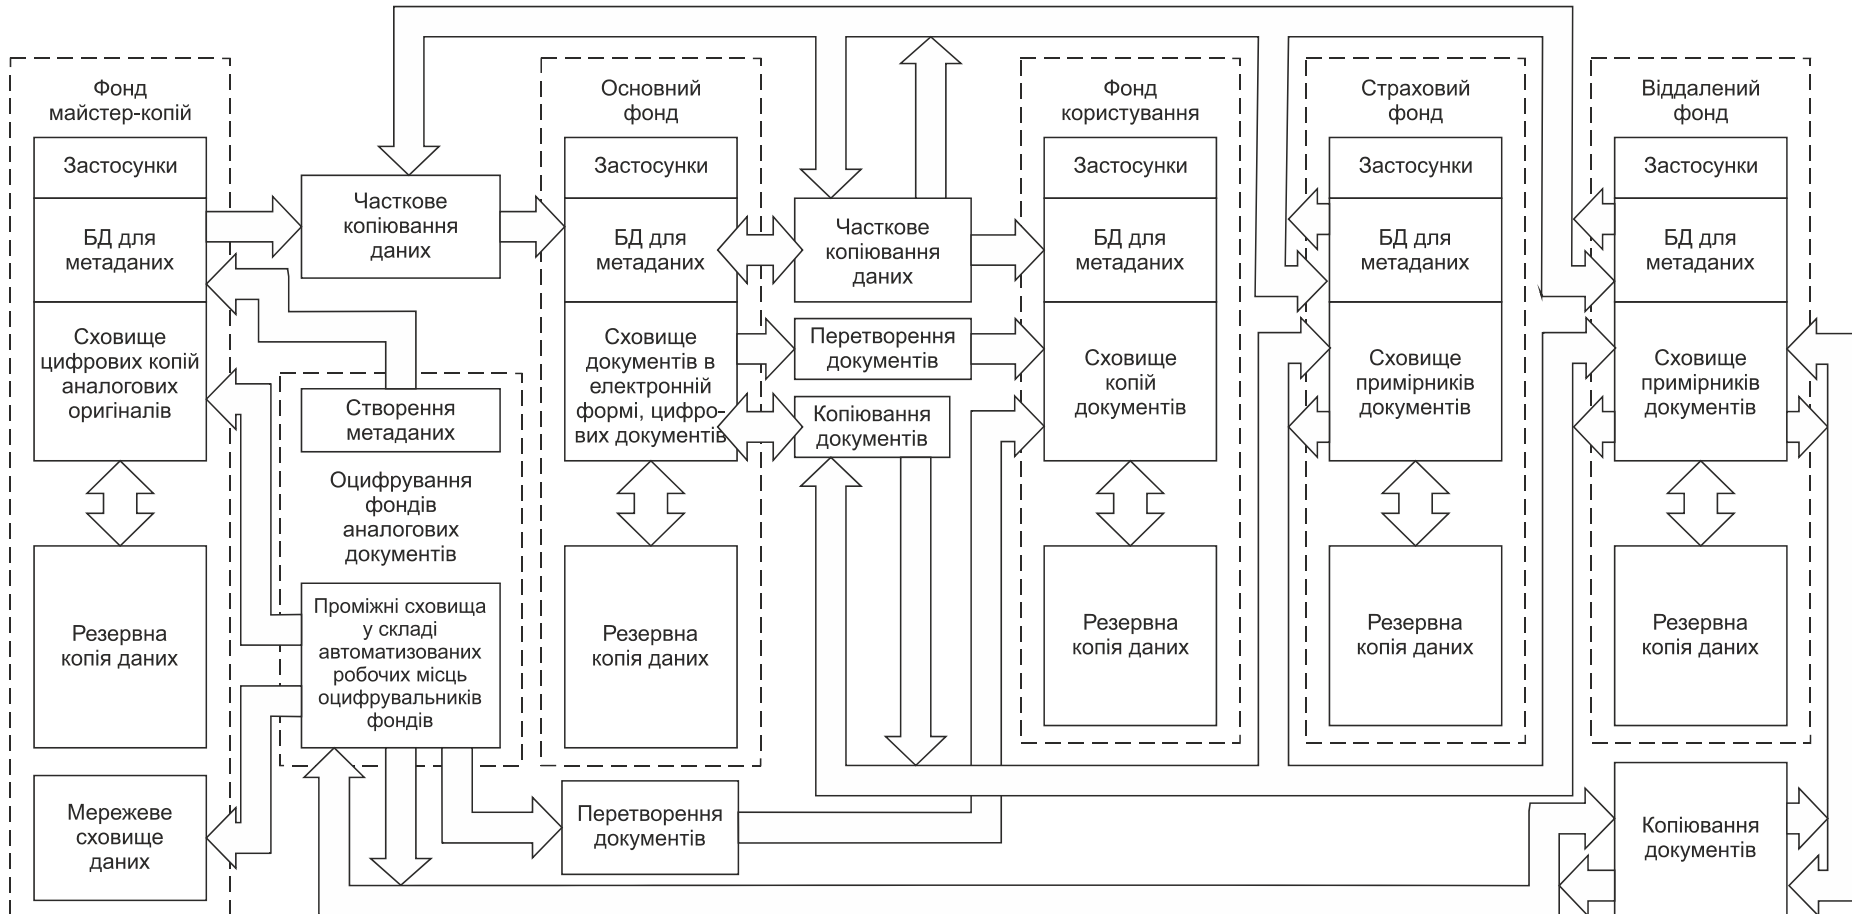 Фонд
майстер-копій
Застосунки
БД для
метаданих
Сховище
цифрових копій
аналогових
оригіналів
Резервна
копія даних
Мережеве
сховище
даних
Часткове
копіювання
даних
Створення
метаданих
Оцифрування
фондів
аналогових
документів
Проміжні сховища
у складі
автоматизованих
робочих місць
оцифрувальників
фондів
Основний
фонд
Застосунки
БД для
метаданих
Сховище
документів в
електронній
формі, цифро-
вих документів
Резервна
копія даних
Перетворення
документів
Часткове
копіювання
даних
Перетворення
документів
Копіювання
документів
Фонд
користування
Застосунки
БД для
метаданих
Сховище
копій
документів
Резервна
копія даних
Страховий
фонд
Застосунки
БД для
метаданих
Сховище
примірників
документів
Резервна
копія даних
Віддалений
фонд
Застосунки
БД для
метаданих
Сховище
примірників
документів
Резервна
копія даних
Копіювання
документів